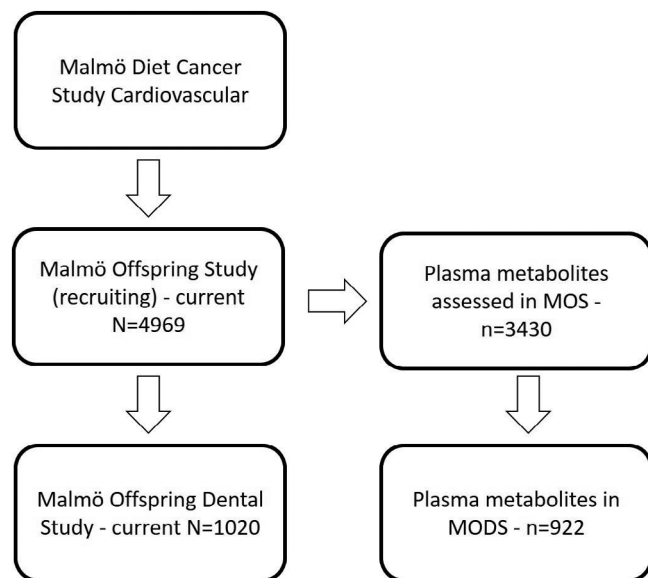 Malmö Diet Cancer
Study Cardiovascular
Malmö Offspring Study
(recruiting) - current
N=4969
Plasma metabolites
assessed in MOS -
n=3430
Malmö Offspring Dental
Study - current N=1020
Plasma metabolites in
MODS - n=922